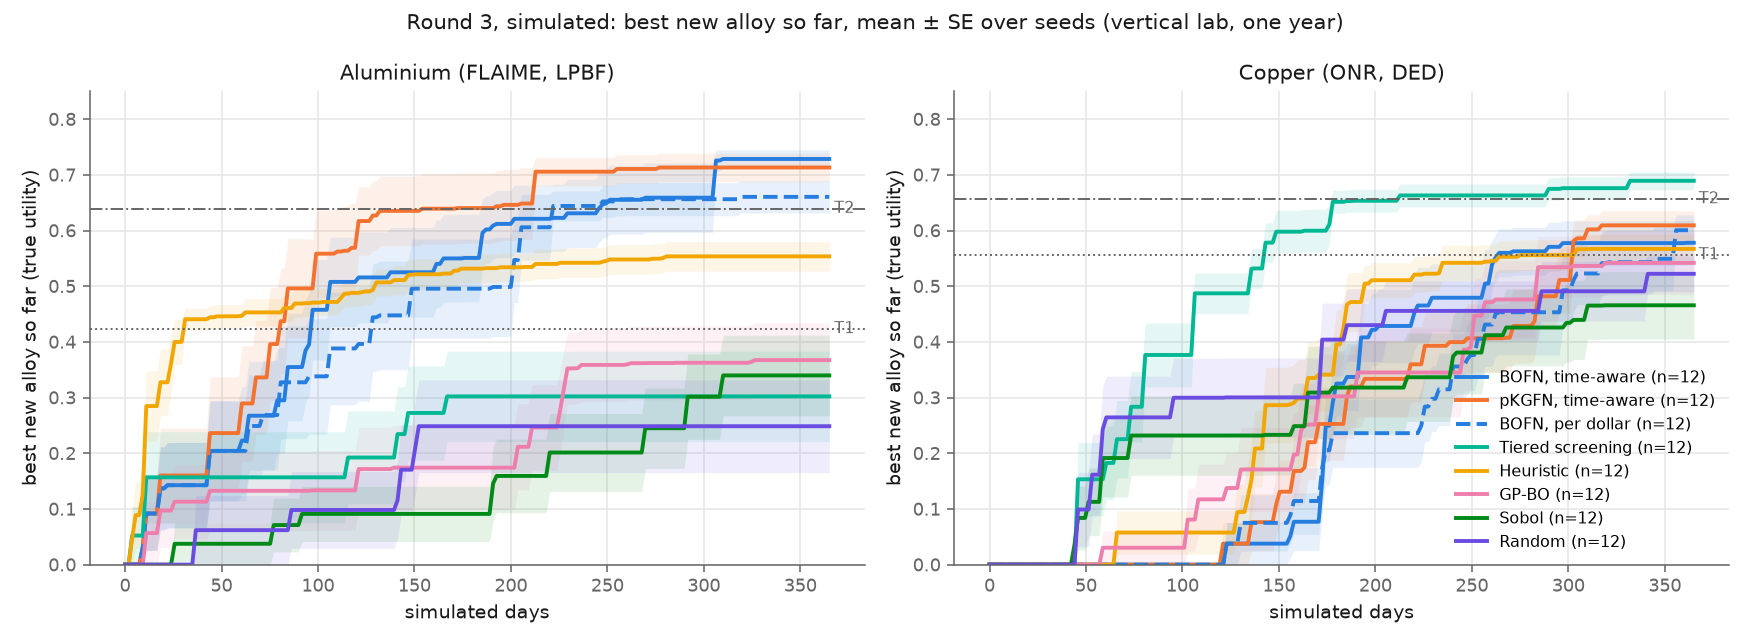 Round 3, simulated: best new alloy so far, mean ± SE over seeds (vertical lab, one year)
Aluminium (FLAIME, LPBF)
best new alloy so far (true utility)
0.8
0.7
0.6
0.5
0.4
0.3
0.2
0.1
0.0
T2
T1
0 50 100 150 200 250 300 350
simulated days
Copper (ONR, DED)
best new alloy so far (true utility)
0.8
0.7
0.6
0.5
0.4
0.3
0.2
0.1
0.0
T2
T1
BOFN, time-aware (n=12)
pKGFN, time-aware (n=12)
BOFN, per dollar (n=12)
Tiered screening (n=12)
Heuristic (n=12)
GP-BO (n=12)
Sobol (n=12)
Random (n=12)
0 50 100 150 200 250 300 350
simulated days